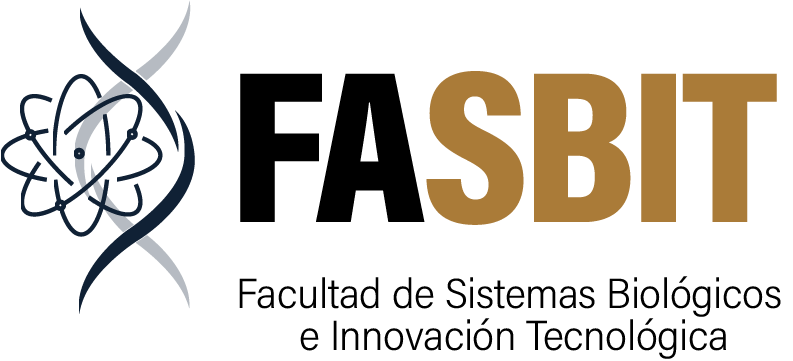 FASBIT
Facultad de Sistemas Biológicos
e Innovación Tecnológica